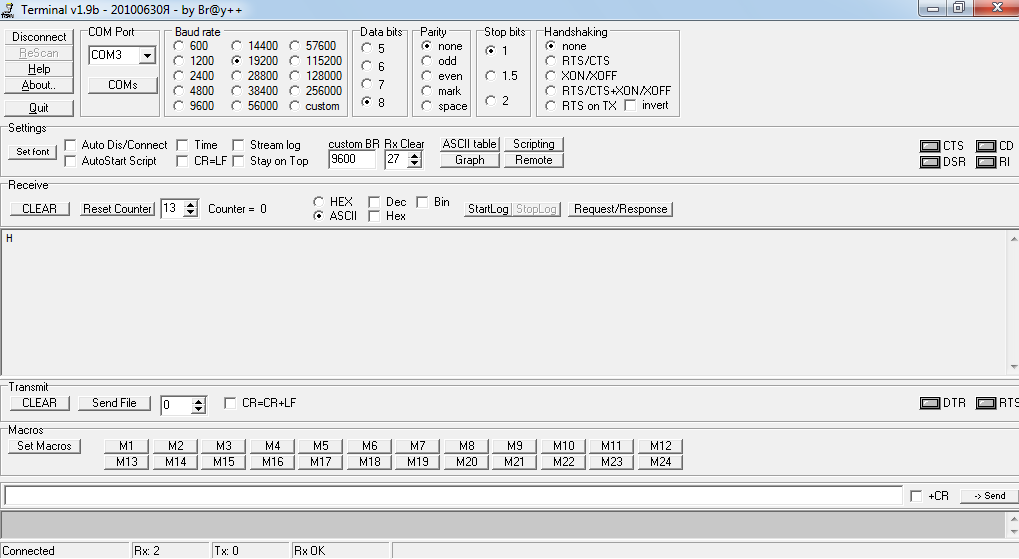 Terminal v1.9b - 20100630Я - by Br@y++
Disconnect
ReScan
Help
About..
Quit
COM Port
COM3
COMs
Baud rate
600 14400 57600
1200 19200 115200
2400 28800 128000
4800 38400 256000
9600 56000 custom
Data bits
5
6
7
8
Parity
none
odd
even
mark
space
Stop bits
1
1.5
2
Handshaking
none
RTS/CTS
XON/XOFF
RTS/CTS+XON/XOFF
RTS on TX invert
Settings
Set font
Auto Dis/Connect Time Stream log
AutoStart Script CR=LF Stay on Top
custom BR Rx Clear
9600 27
ASCII table Scripting
Graph Remote
CTS CD
DSR RI
Receive
CLEAR Reset Counter 13 Counter = 0
HEX Dec Bin
ASCII Hex
StartLog StopLog Request/Response
H
Transmit
CLEAR Send File 0 CR=CR+LF DTR RTS
Macros
Set Macros M1 M2 M3 M4 M5 M6 M7 M8 M9 M10 M11 M12
M13 M14 M15 M16 M17 M18 M19 M20 M21 M22 M23 M24
+CR -> Send
Connected Rx: 2 Tx: 0 Rx OK